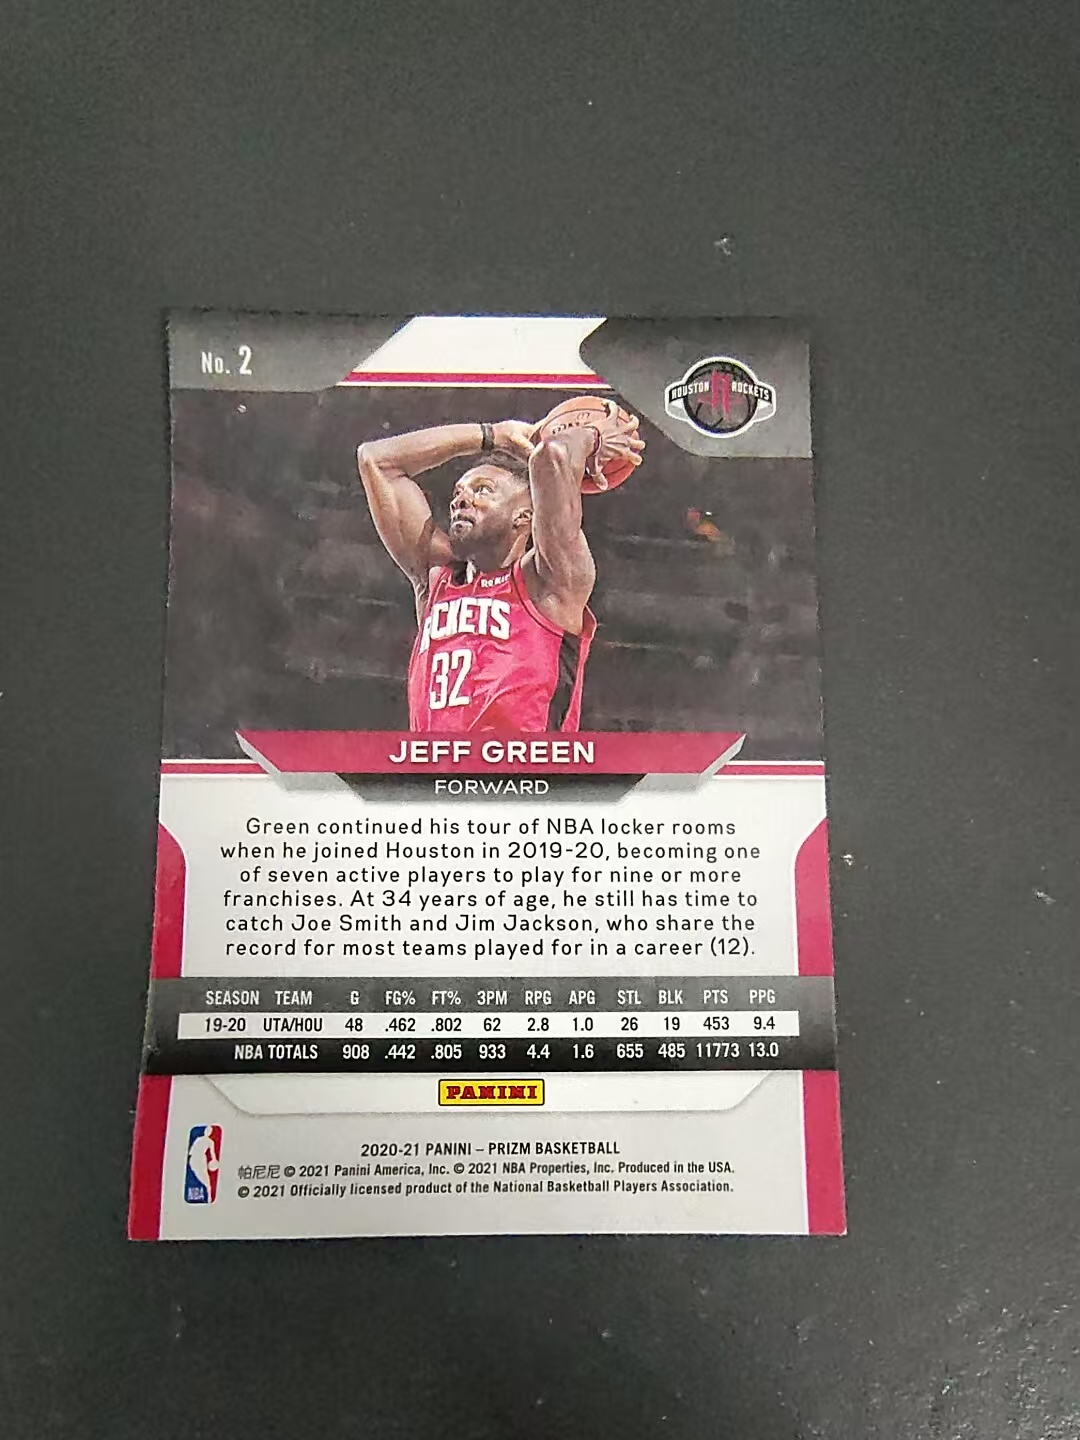 No. 2
HOUSTON ROCKETS
ROCKETS
32
JEFF GREEN
FORWARD
Green continued his tour of NBA locker rooms
when he joined Houston in 2019-20, becoming one
of seven active players to play for nine or more
franchises. At 34 years of age, he still has time to
catch Joe Smith and Jim Jackson, who share the
record for most teams played for in a career (12).
SEASON TEAM G FG% FT% 3PM RPG APG STL BLK PTS PPG
19-20 UTA/HOU 48 .462 .802 62 2.8 1.0 26 19 453 9.4
NBA TOTALS 908 .442 .805 933 4.4 1.6 655 485 11773 13.0
PANINI
NBA
2020-21 PANINI – PRIZM BASKETBALL
帕尼尼 © 2021 Panini America, Inc. © 2021 NBA Properties, Inc. Produced in the USA.
© 2021 Officially licensed product of the National Basketball Players Association.